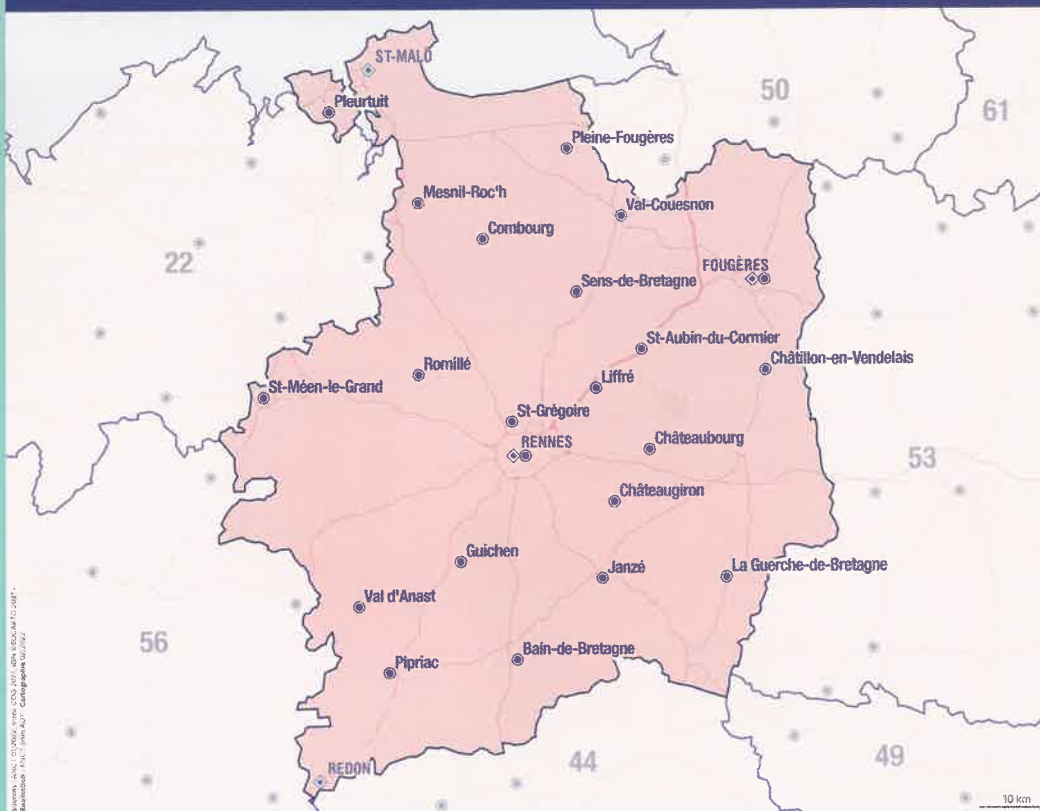 ST-MALO
50
61
Pleurtuit
Pleine-Fougères
Mesnil-Roc'h
Val-Couesnon
Combourg
22
FOUGÈRES
Sens-de-Bretagne
St-Aubin-du-Cormier
Châtillon-en-Vendelais
Romillé
Liffré
St-Méen-le-Grand
St-Grégoire
RENNES
Châteaubourg
53
Châteaugiron
Guichen
Janzé
La Guerche-de-Bretagne
Val d'Anast
56
Bain-de-Bretagne
Pipriac
44
49
REDON
10 km